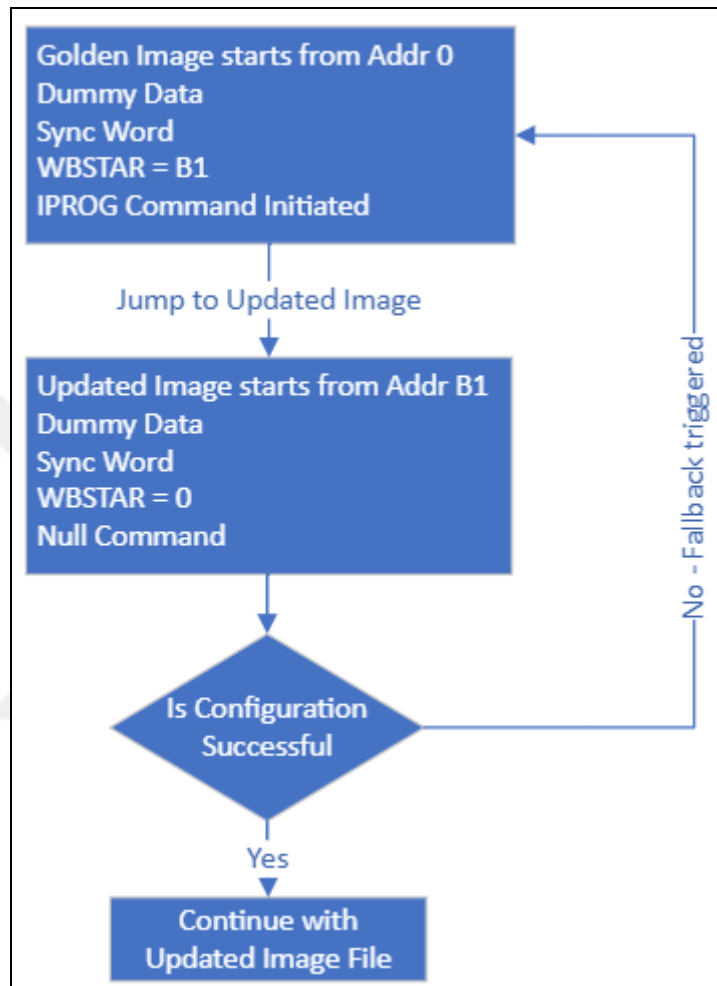 Golden Image starts from Addr 0
Dummy Data
Sync Word
WBSTAR = B1
IPROG Command Initiated
Jump to Updated Image
Updated Image starts from Addr B1
Dummy Data
Sync Word
WBSTAR = 0
Null Command
No - Fallback triggered
Is Configuration
Successful
Yes
Continue with
Updated Image File